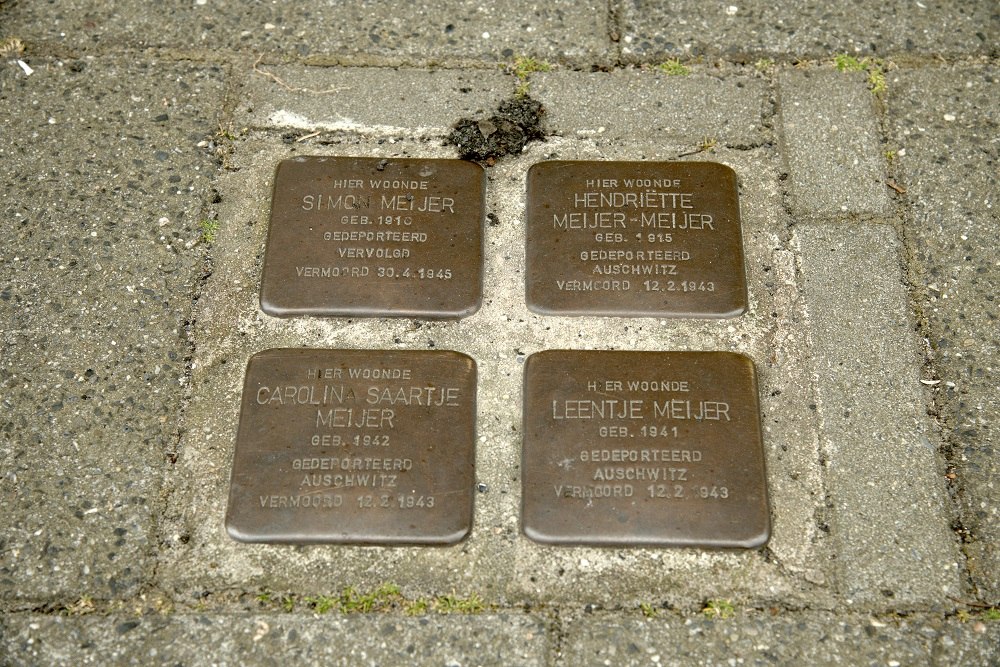 HIER WOONDE
SIMON MEIJER
GEB. 1910
GEDEPORTEERD
VERVOLGD
VERMOORD 30.4.1945
HIER WOONDE
HENDRIËTTE
MEIJER-MEIJER
GEB. 1915
GEDEPORTEERD
AUSCHWITZ
VERMOORD 12.2.1943
HIER WOONDE
CAROLINA SAARTJE
MEIJER
GEB. 1942
GEDEPORTEERD
AUSCHWITZ
VERMOORD 12.2.1943
HIER WOONDE
LEENTJE MEIJER
GEB. 1941
GEDEPORTEERD
AUSCHWITZ
VERMOORD 12.2.1943